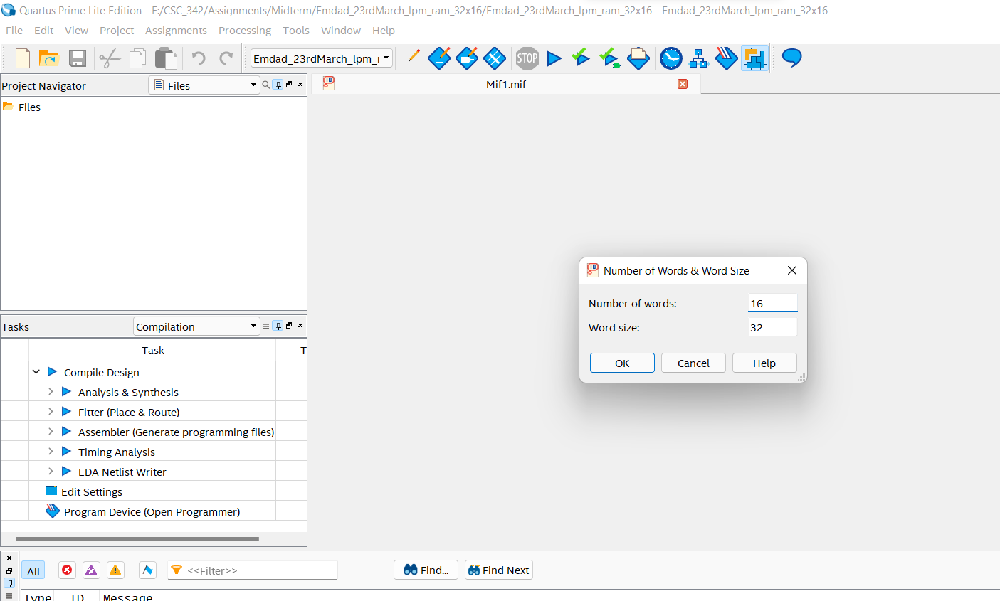 Quartus Prime Lite Edition - E:/CSC_342/Assignments/Midterm/Emdad_23rdMarch_lpm_ram_32x16/Emdad_23rdMarch_lpm_ram_32x16 - Emdad_23rdMarch_lpm_ram_32x16
File Edit View Project Assignments Processing Tools Window Help
Emdad_23rdMarch_lpm_ STOP
Project Navigator Files
Mif1.mif
Files
Number of Words & Word Size
Number of words: 16
Word size: 32
OK Cancel Help
Tasks Compilation
Task T
Compile Design
Analysis & Synthesis
Fitter (Place & Route)
Assembler (Generate programming files)
Timing Analysis
EDA Netlist Writer
Edit Settings
Program Device (Open Programmer)
All <<Filter>> Find... Find Next
Type ID Message